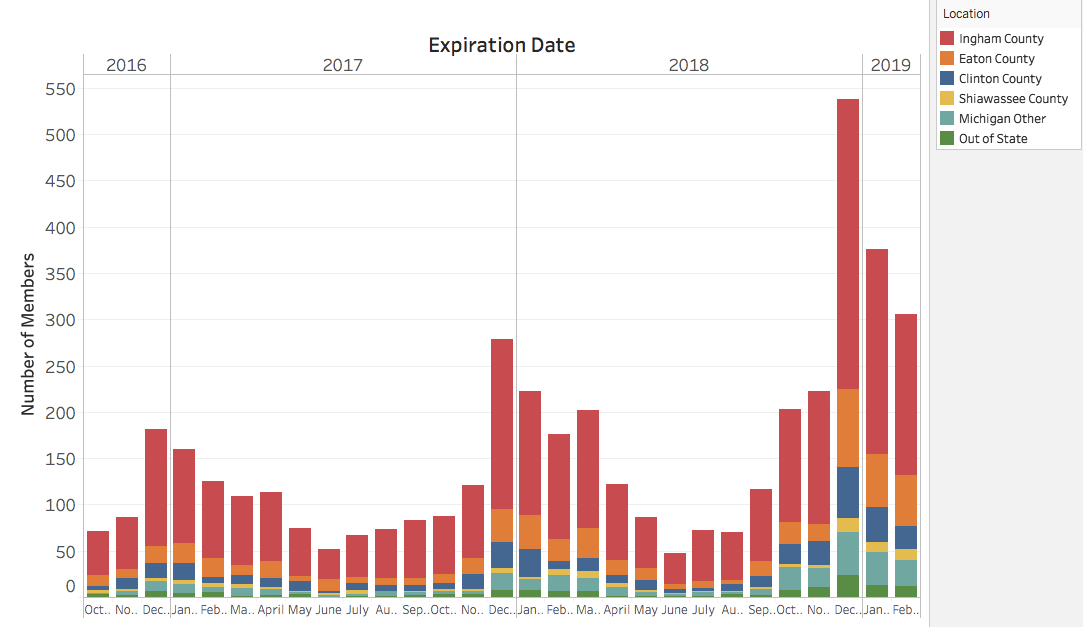 Expiration Date
2016 2017 2018 2019
550
500
450
400
350
300
250
200
150
100
50
0
Number of Members
Oct.. No.. Dec.. Jan.. Feb.. Ma.. April May June July Au.. Sep.. Oct.. No.. Dec.. Jan.. Feb.. Ma.. April May June July Au.. Sep.. Oct.. No.. Dec.. Jan.. Feb..
Location
Ingham County
Eaton County
Clinton County
Shiawassee County
Michigan Other
Out of State